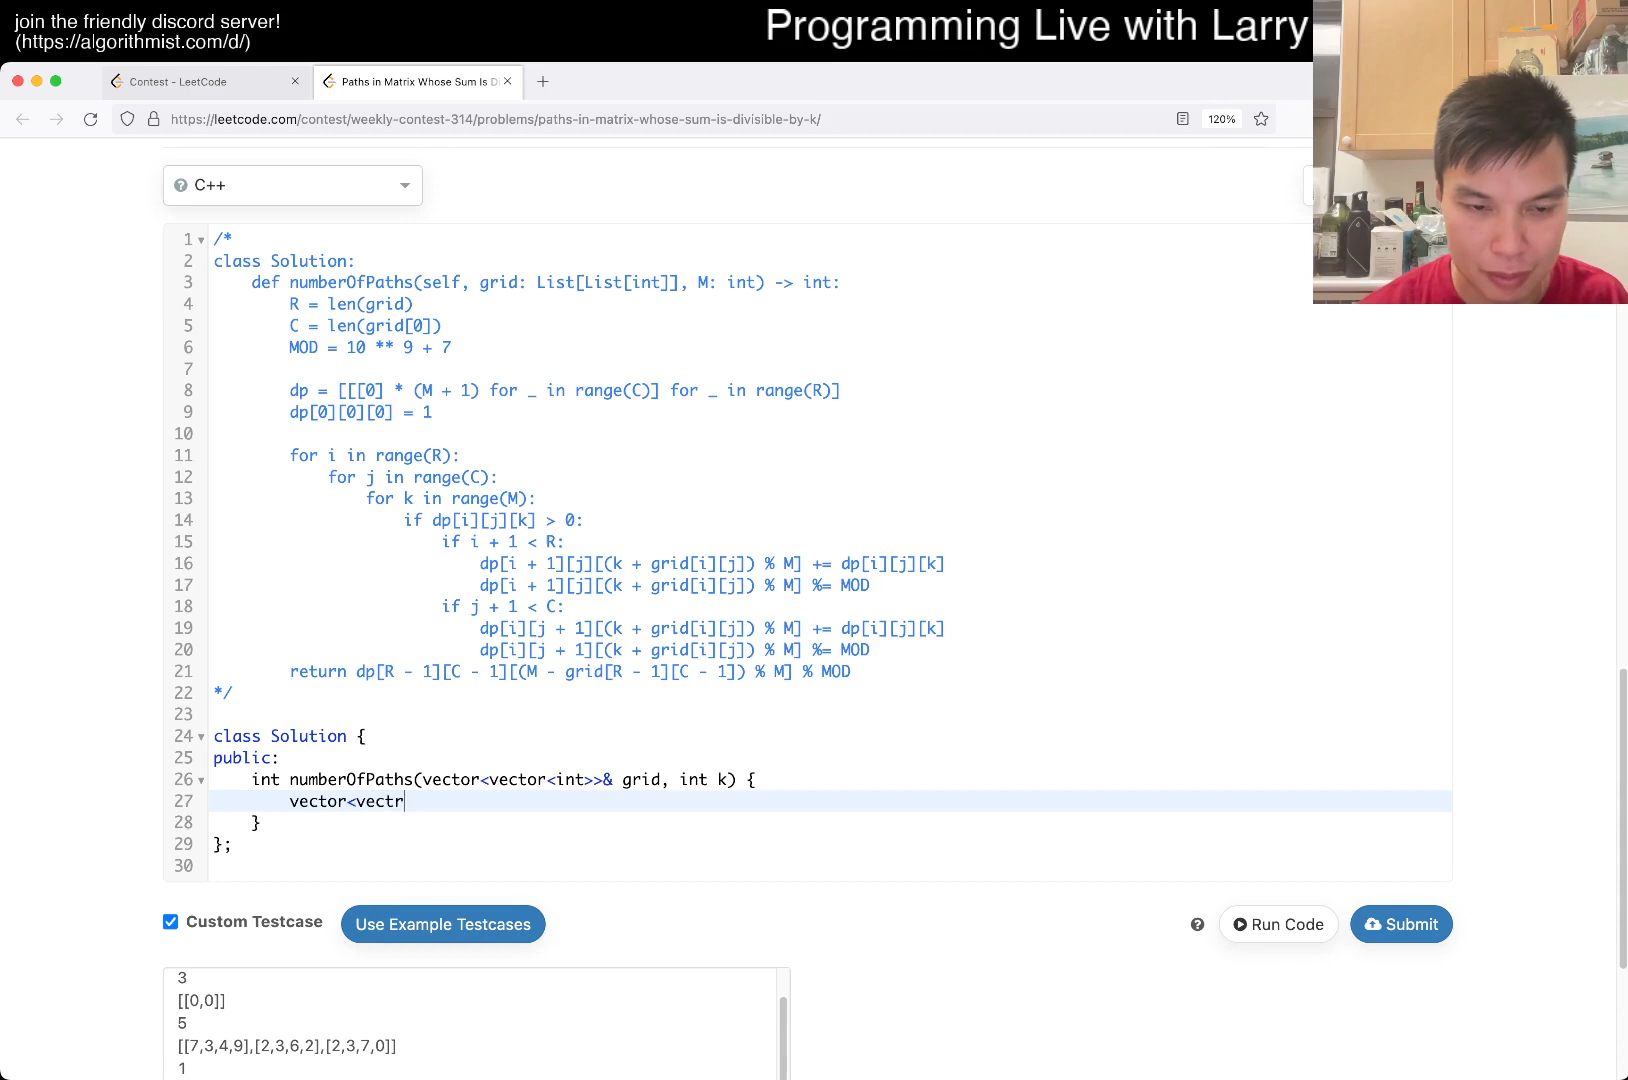 join the friendly discord server!
(https://algorithmist.com/d/)
Programming Live with Larry
Contest - LeetCode
Paths in Matrix Whose Sum Is Di
https://leetcode.com/contest/weekly-contest-314/problems/paths-in-matrix-whose-sum-is-divisible-by-k/
120%
C++
1 /*
2 class Solution:
3     def numberOfPaths(self, grid: List[List[int]], M: int) -> int:
4         R = len(grid)
5         C = len(grid[0])
6         MOD = 10 ** 9 + 7
7
8         dp = [[[0] * (M + 1) for _ in range(C)] for _ in range(R)]
9         dp[0][0][0] = 1
10
11         for i in range(R):
12             for j in range(C):
13                 for k in range(M):
14                     if dp[i][j][k] > 0:
15                         if i + 1 < R:
16                             dp[i + 1][j][(k + grid[i][j]) % M] += dp[i][j][k]
17                             dp[i + 1][j][(k + grid[i][j]) % M] %= MOD
18                         if j + 1 < C:
19                             dp[i][j + 1][(k + grid[i][j]) % M] += dp[i][j][k]
20                             dp[i][j + 1][(k + grid[i][j]) % M] %= MOD
21         return dp[R - 1][C - 1][(M - grid[R - 1][C - 1]) % M] % MOD
22 */
23
24 class Solution {
25 public:
26     int numberOfPaths(vector<vector<int>>& grid, int k) {
27         vector<vectr
28     }
29 };
30
Custom Testcase
Use Example Testcases
Run Code
Submit
3
[[0,0]]
5
[[7,3,4,9],[2,3,6,2],[2,3,7,0]]
1